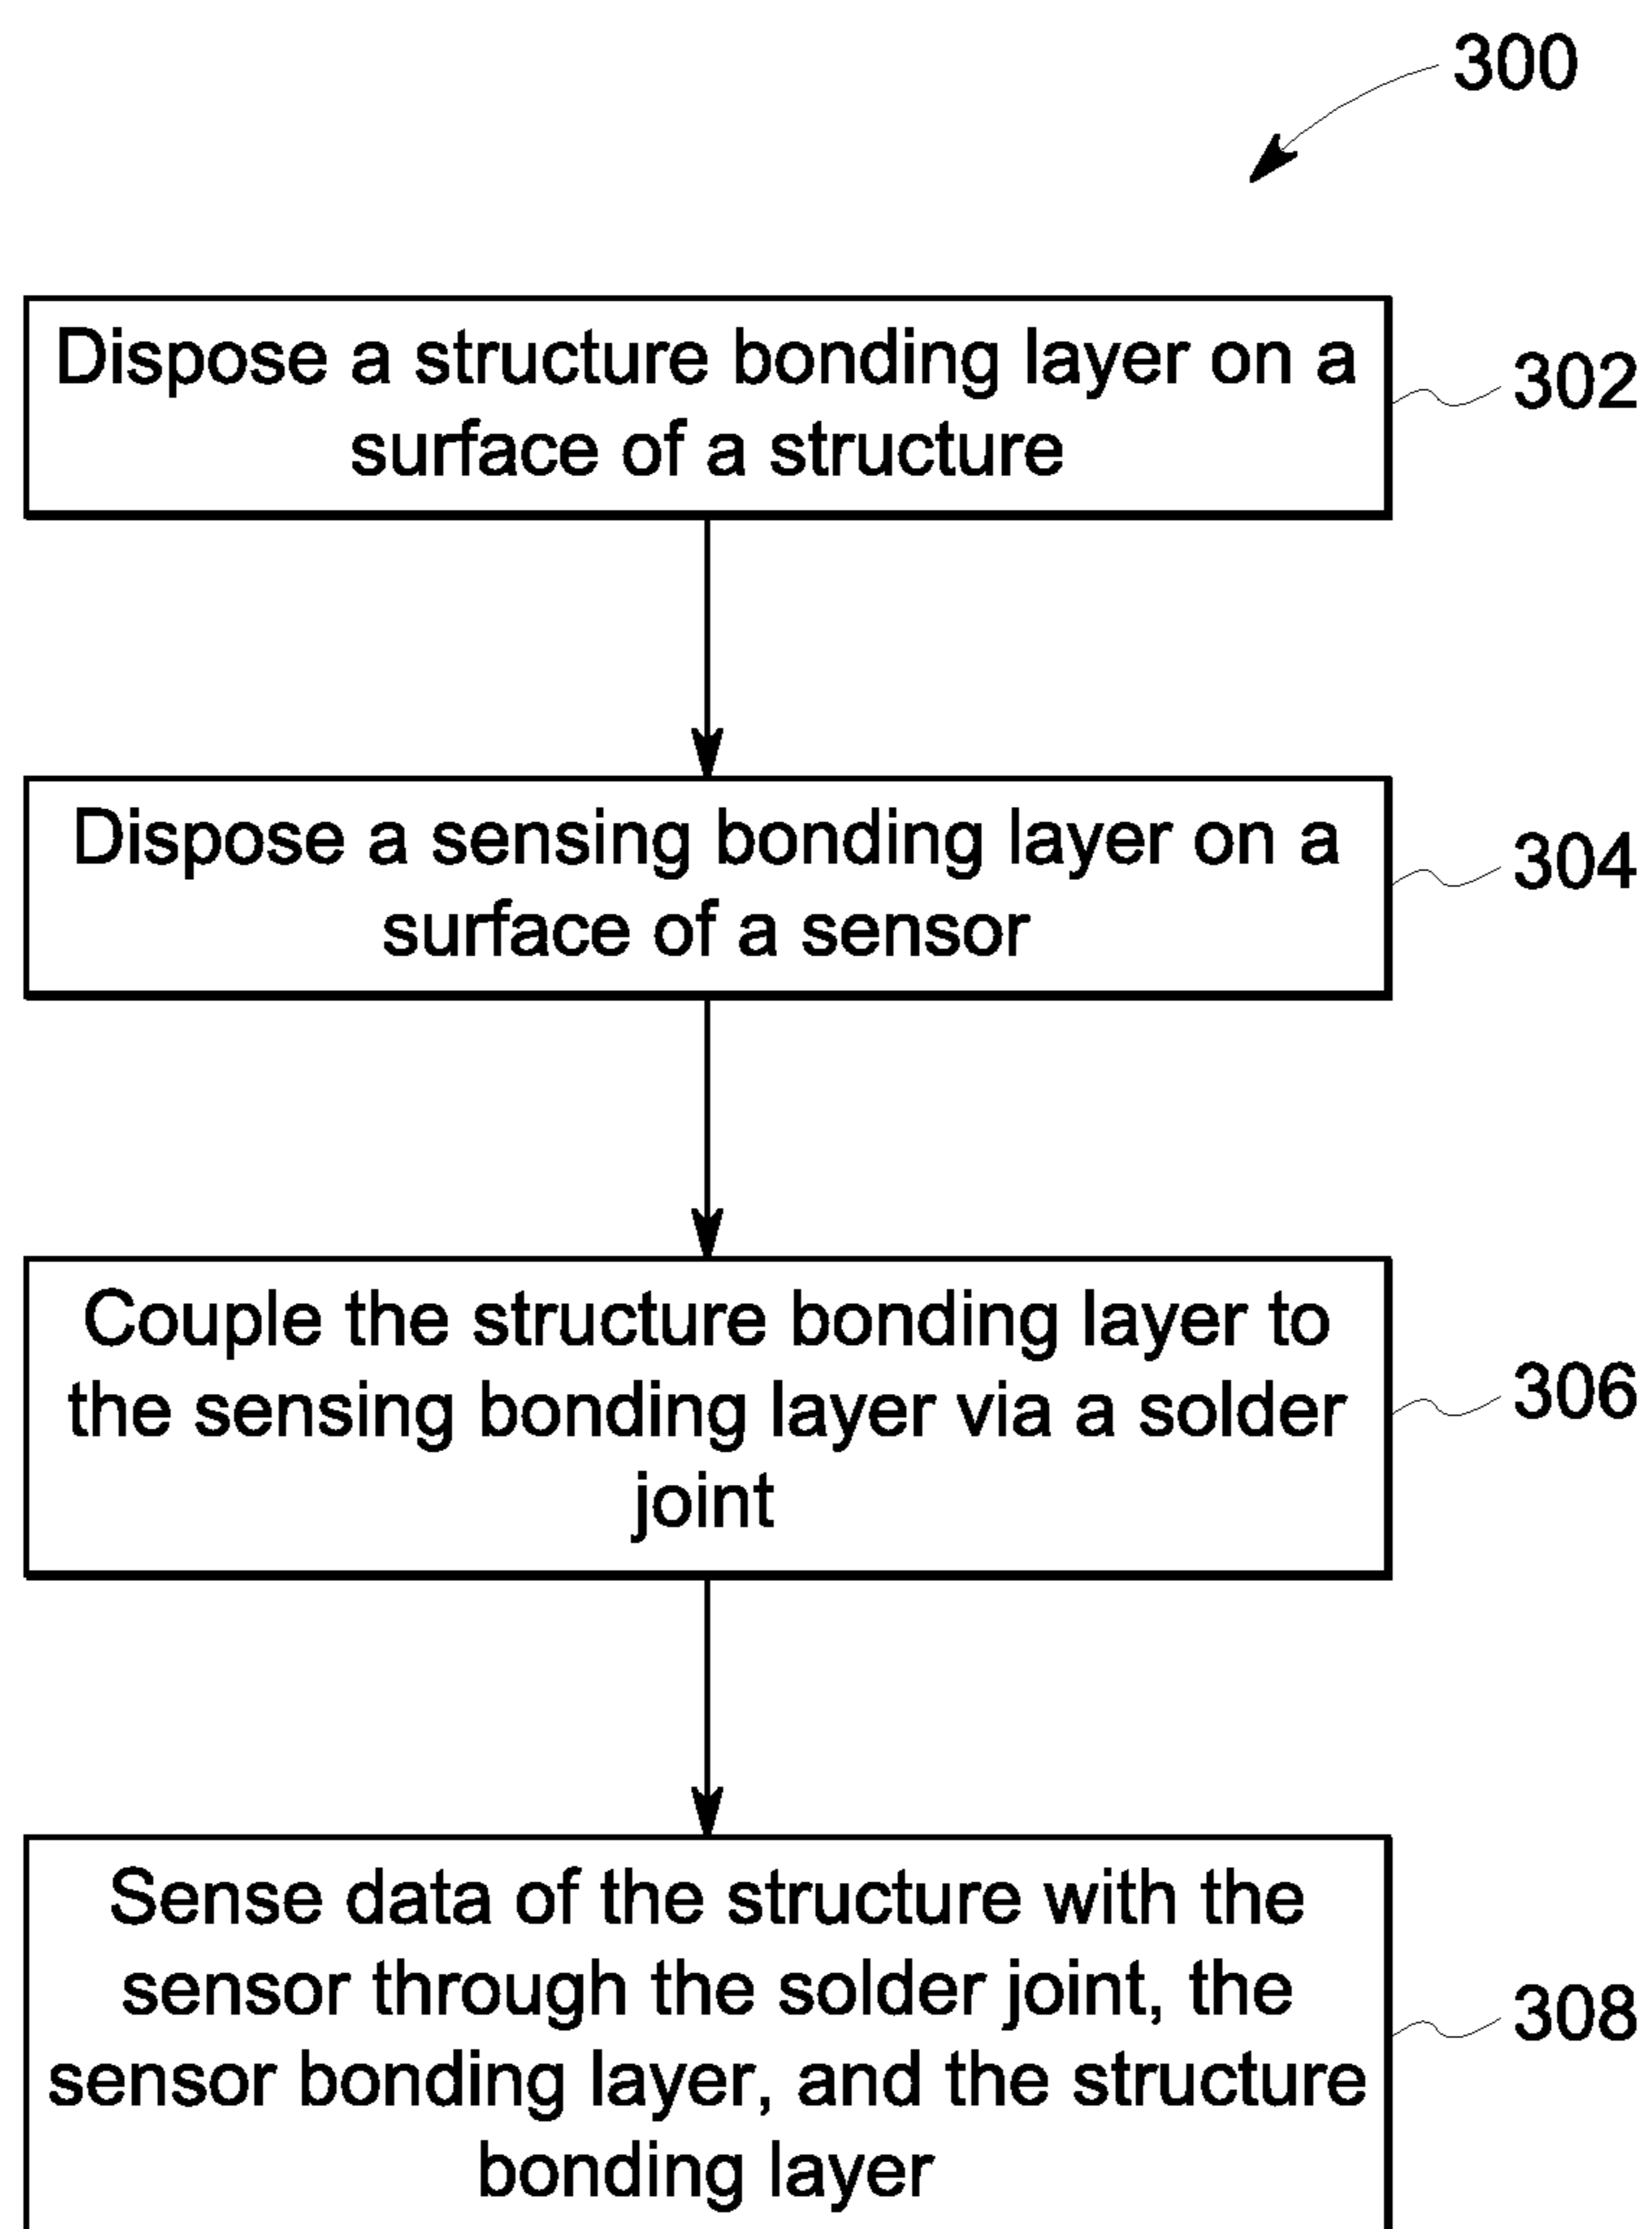 300
Dispose a structure bonding layer on a
surface of a structure
302
Dispose a sensing bonding layer on a
surface of a sensor
304
Couple the structure bonding layer to
the sensing bonding layer via a solder
joint
306
Sense data of the structure with the
sensor through the solder joint, the
sensor bonding layer, and the structure
bonding layer
308